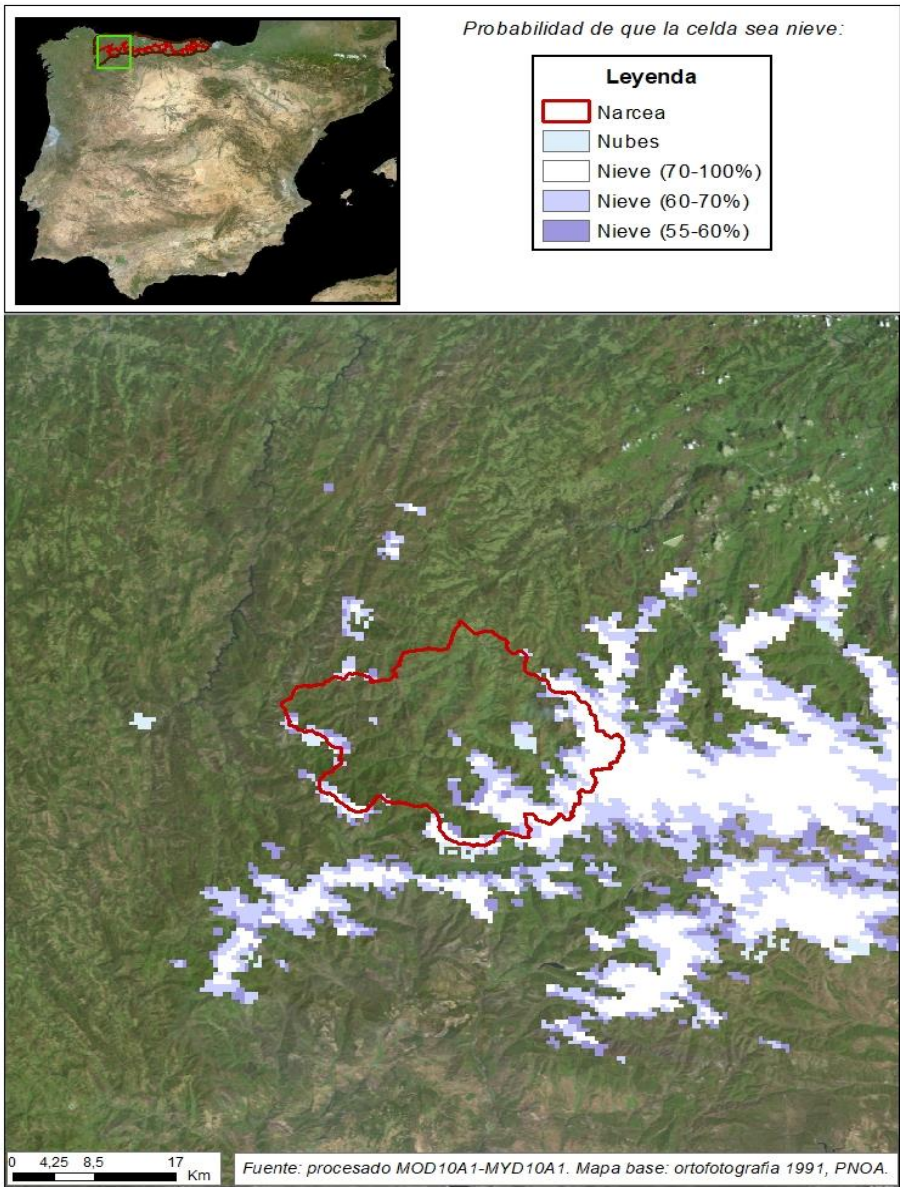 Probabilidad de que la celda sea nieve:
Leyenda
Narcea
Nubes
Nieve (70-100%)
Nieve (60-70%)
Nieve (55-60%)
0 4,25 8,5 17
Km
Fuente: procesado MOD10A1-MYD10A1. Mapa base: ortofotografía 1991, PNOA.